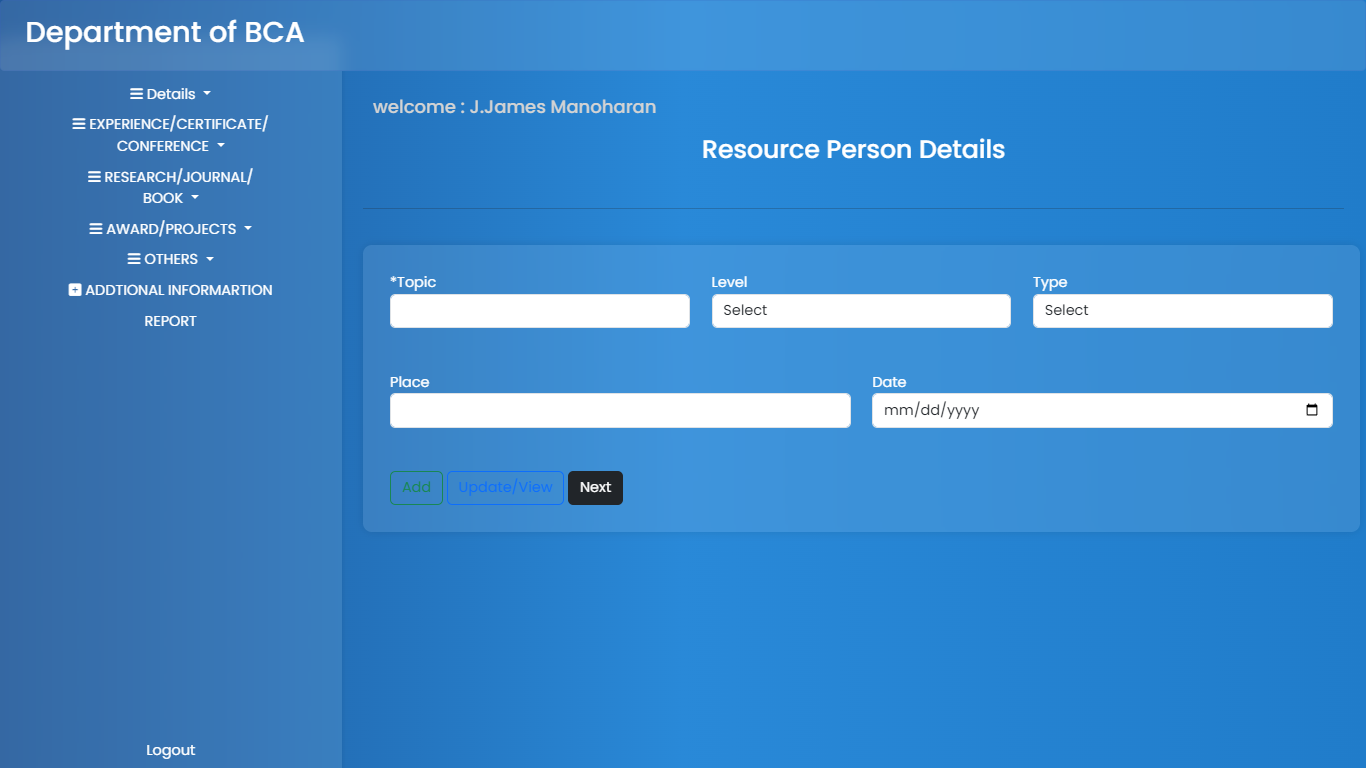 Department of BCA
Details
EXPERIENCE/CERTIFICATE/
CONFERENCE
RESEARCH/JOURNAL/
BOOK
AWARD/PROJECTS
OTHERS
ADDTIONAL INFORMARTION
REPORT
Logout
welcome : J.James Manoharan
Resource Person Details
*Topic
Level
Type
Select
Select
Place
Date
mm/dd/yyyy
Add
Update/View
Next